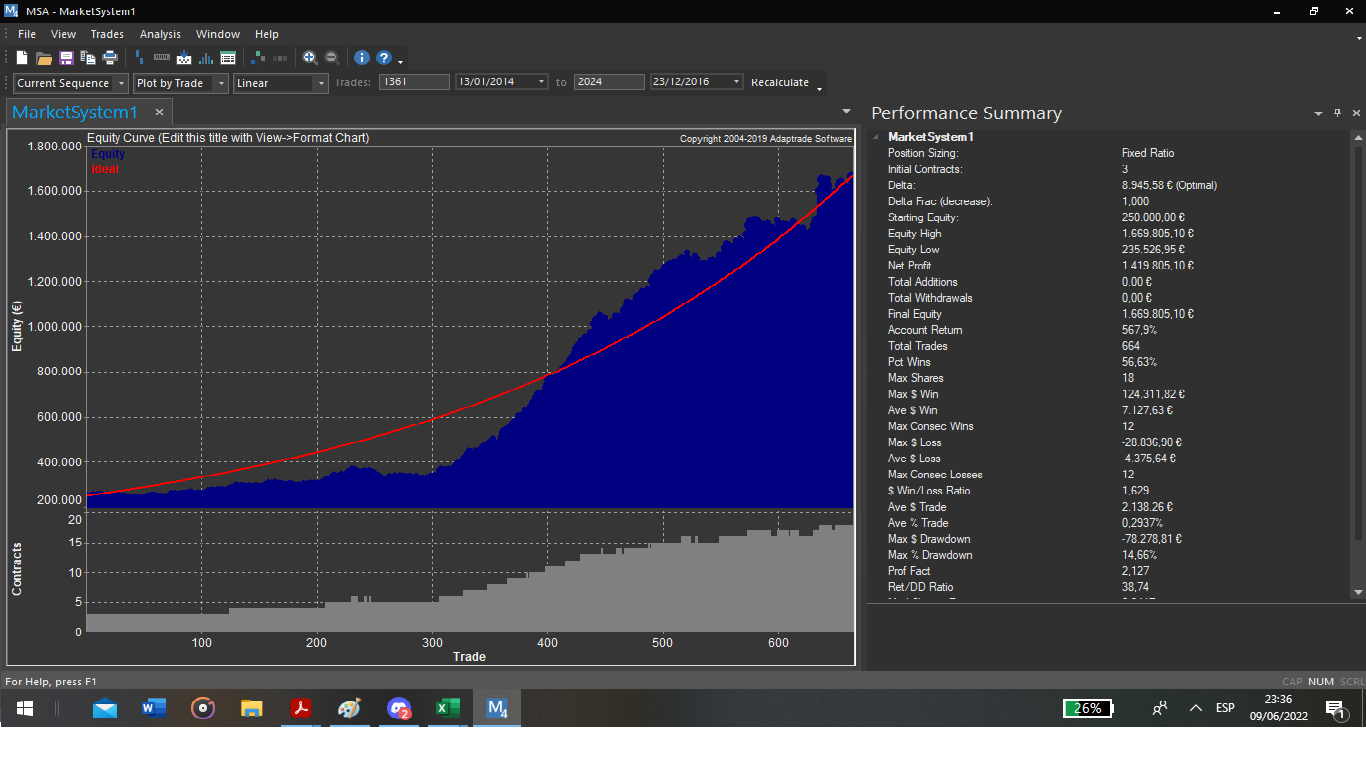 MSA - MarketSystem1
File View Trades Analysis Window Help
Current Sequence Plot by Trade Linear Trades: 1361 13/01/2014 to 2024 23/12/2016 Recalculate
MarketSystem1
Equity Curve (Edit this title with View->Format Chart) Copyright 2004-2019 Adaptrade Software
Equity
Ideal
1.800.000
1.600.000
1.400.000
1.200.000
1.000.000
800.000
600.000
400.000
200.000
Equity (€)
20
15
10
5
0
Contracts
100 200 300 400 500 600
Trade
Performance Summary
MarketSystem1
Position Sizing: Fixed Ratio
Initial Contracts: 3
Delta: 8.945,58 € (Optimal)
Delta Frac (decrease): 1,000
Starting Equity: 250.000,00 €
Equity High 1.669.805,10 €
Equity Low 235.526,95 €
Net Profit 1.419.805,10 €
Total Additions 0,00 €
Total Withdrawals 0,00 €
Final Equity 1.669.805,10 €
Account Return 567,9%
Total Trades 664
Pct Wins 56,63%
Max Shares 18
Max $ Win 124.311,82 €
Ave $ Win 7.127,63 €
Max Consec Wins 12
Max $ Loss -28.836,90 €
Ave $ Loss -4.375,64 €
Max Consec Losses 12
$ Win/Loss Ratio 1,629
Ave $ Trade 2.138,26 €
Ave % Trade 0,2937%
Max $ Drawdown -78.278,81 €
Max % Drawdown 14,66%
Prof Fact 2,127
Ret/DD Ratio 38,74
For Help, press F1
CAP NUM SCRL
26%
ESP
23:36
09/06/2022
2
1